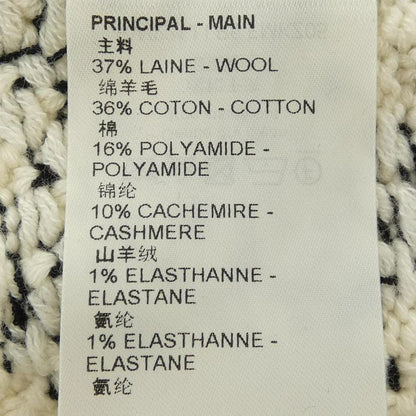 PRINCIPAL - MAIN
主料
37% LAINE - WOOL
绵羊毛
36% COTON - COTTON
棉
16% POLYAMIDE -
POLYAMIDE
锦纶
10% CACHEMIRE -
CASHMERE
山羊绒
1% ELASTHANNE -
ELASTANE
氨纶
1% ELASTHANNE -
ELASTANE
氨纶